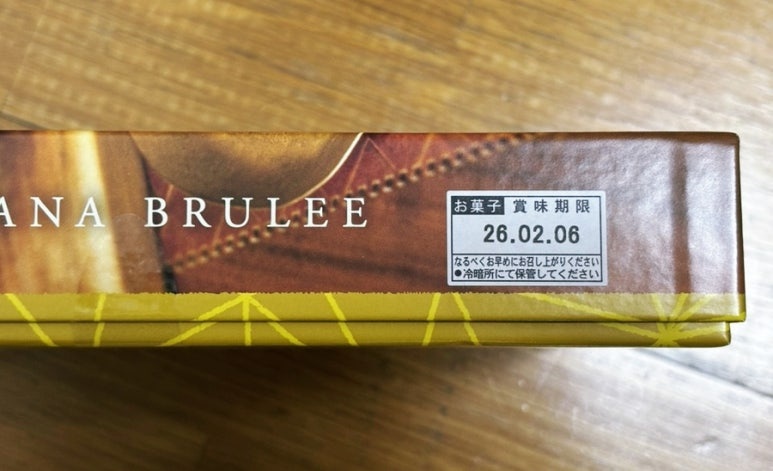 ANA BRULEE
お菓子 賞味期限
26.02.06
なるべくお早めにお召し上がりください
●冷暗所にて保管してください